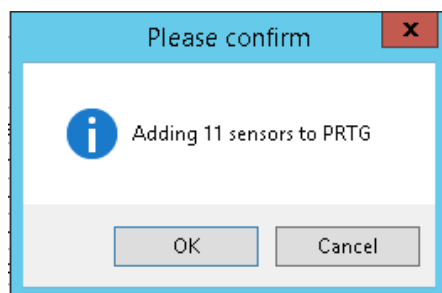 Please confirm
x
Adding 11 sensors to PRTG
OK
Cancel